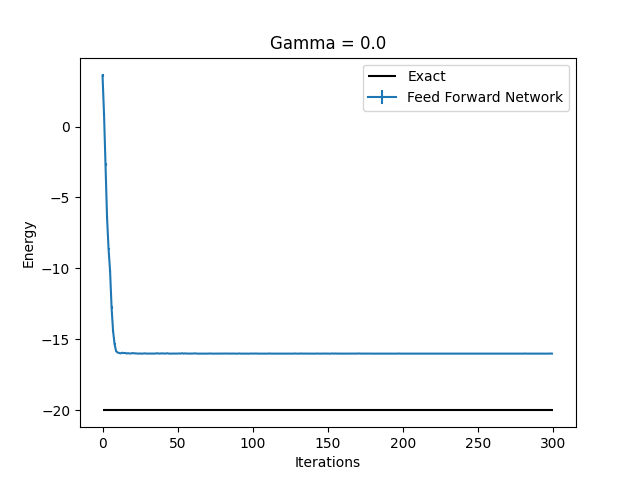 Gamma = 0.0
Exact
Feed Forward Network
Energy
0
−5
−10
−15
−20
0 50 100 150 200 250 300
Iterations